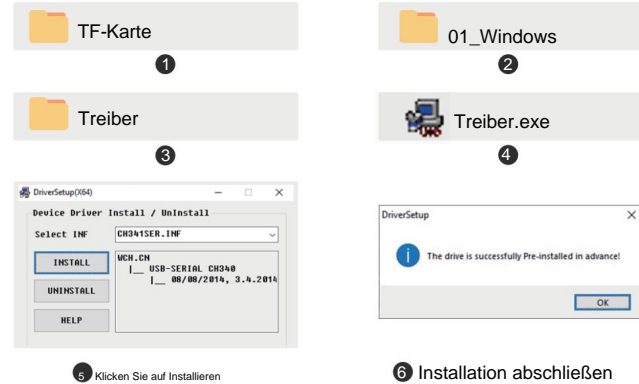 TF-Karte
01_Windows
1
2
Treiber
Treiber.exe
3
4
DriverSetup(X64)
Device Driver Install / UnInstall
Select INF
CH341SER.INF
INSTALL
UNINSTALL
HELP
WCH.CN
|__ USB-SERIAL CH340
|__ 08/08/2014, 3.4.2014
DriverSetup
The drive is successfully Pre-installed in advance!
OK
5 Klicken Sie auf Installieren
6 Installation abschließen